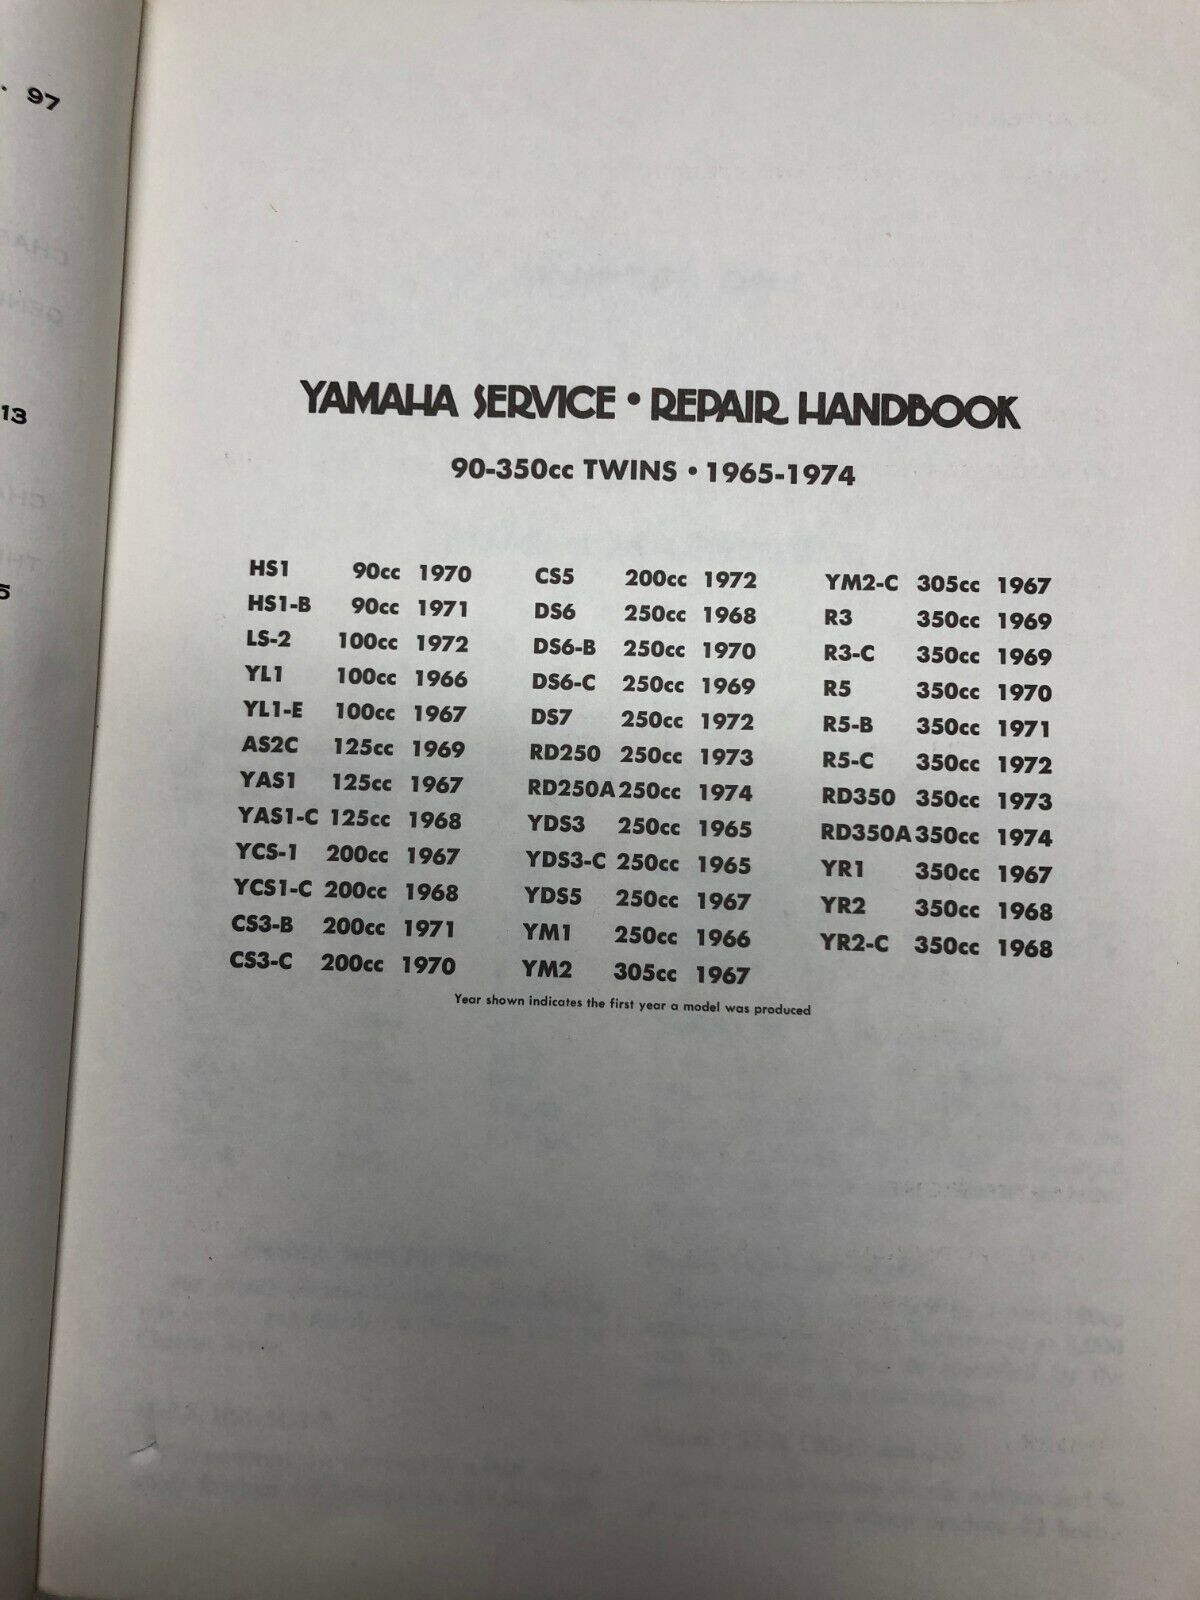 97
13
5
YAMAHA SERVICE • REPAIR HANDBOOK
90-350cc TWINS • 1965-1974
HS1 90cc 1970
HS1-B 90cc 1971
LS-2 100cc 1972
YL1 100cc 1966
YL1-E 100cc 1967
AS2C 125cc 1969
YAS1 125cc 1967
YAS1-C 125cc 1968
YCS-1 200cc 1967
YCS1-C 200cc 1968
CS3-B 200cc 1971
CS3-C 200cc 1970
CS5 200cc 1972
DS6 250cc 1968
DS6-B 250cc 1970
DS6-C 250cc 1969
DS7 250cc 1972
RD250 250cc 1973
RD250A 250cc 1974
YDS3 250cc 1965
YDS3-C 250cc 1965
YDS5 250cc 1967
YM1 250cc 1966
YM2 305cc 1967
YM2-C 305cc 1967
R3 350cc 1969
R3-C 350cc 1969
R5 350cc 1970
R5-B 350cc 1971
R5-C 350cc 1972
RD350 350cc 1973
RD350A 350cc 1974
YR1 350cc 1967
YR2 350cc 1968
YR2-C 350cc 1968
Year shown indicates the first year a model was produced